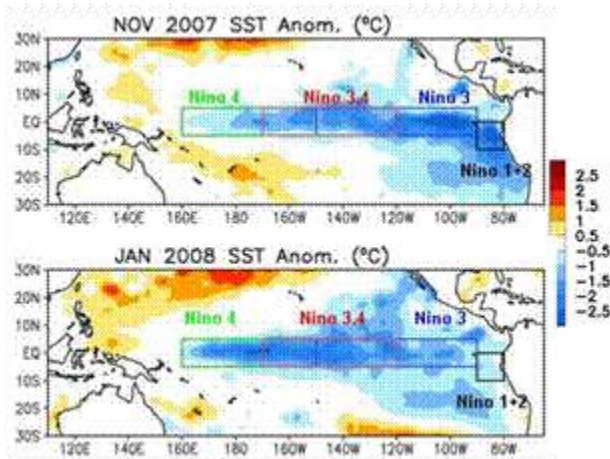 NOV 2007 SST Anom. (ºC)
30N
20N
10N
EQ
10S
20S
30S
Nino 4
Nino 3.4
Nino 3
Nino 1+2
120E 140E 160E 180 160W 140W 120W 100W 80W
2.5
2
1.5
1
0.5
-0.5
-1
-1.5
-2
-2.5
JAN 2008 SST Anom. (ºC)
30N
20N
10N
EQ
10S
20S
30S
Nino 4
Nino 3.4
Nino 3
Nino 1+2
120E 140E 160E 180 160W 140W 120W 100W 80W